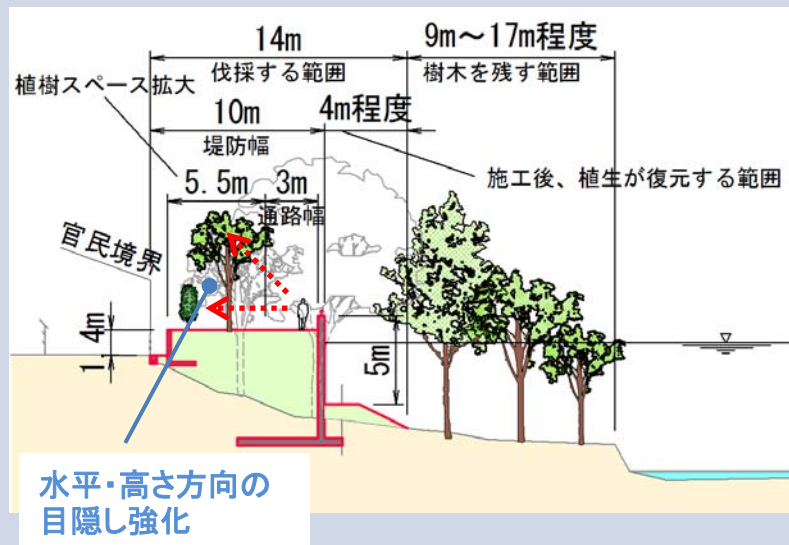 14m
9m～17m程度
伐採する範囲
樹木を残す範囲
植樹スペース拡大
10m
4m程度
堤防幅
5.5m
3m
施工後、植生が復元する範囲
通路幅
官民境界
1.4m
5m
水平・高さ方向の
目隠し強化